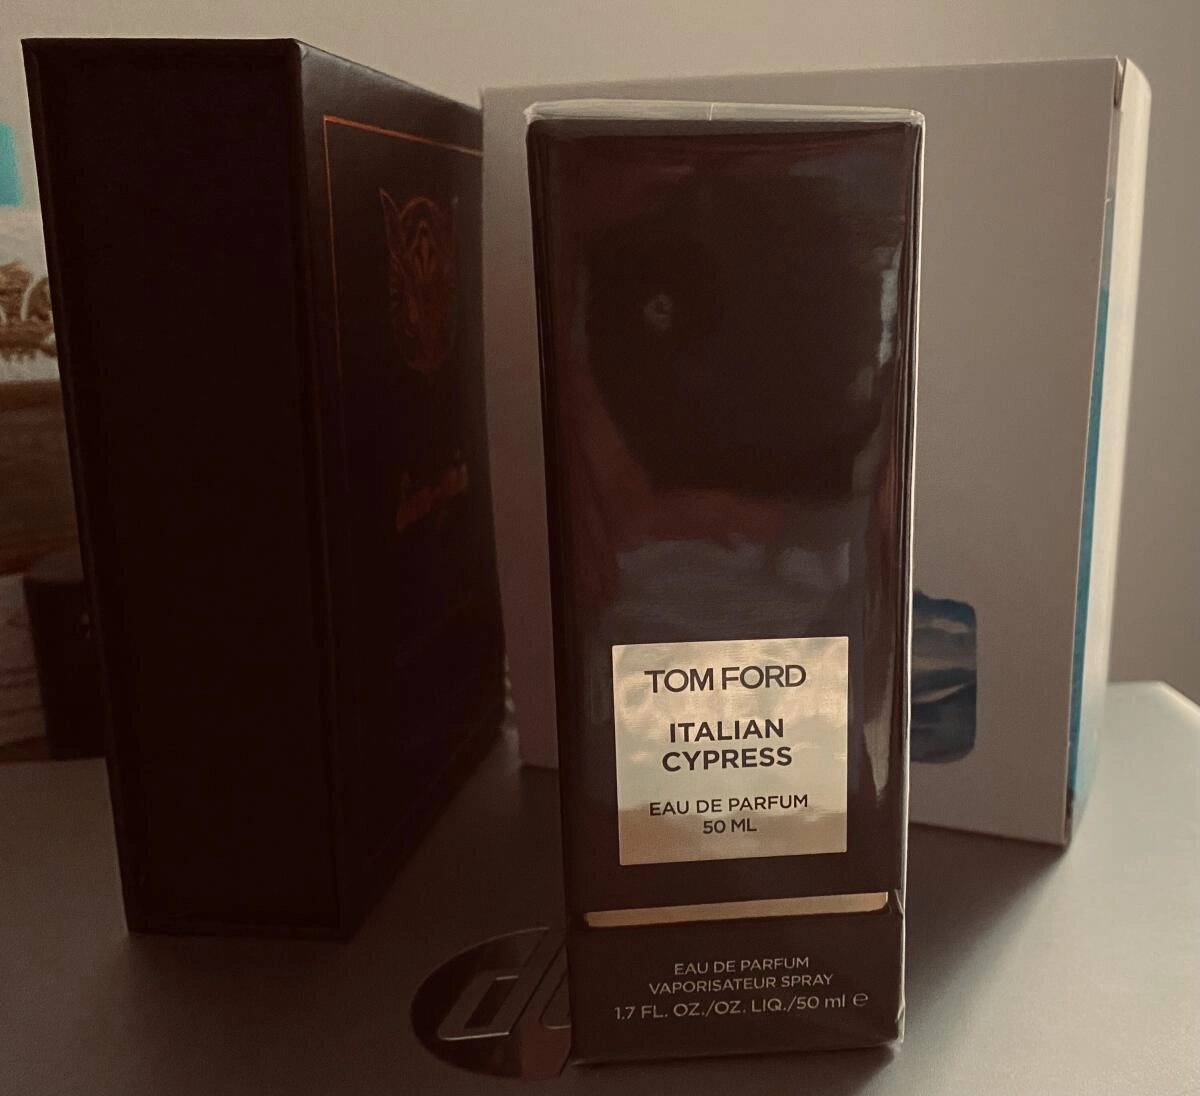 TOM FORD
ITALIAN
CYPRESS
EAU DE PARFUM
50 ML
EAU DE PARFUM
VAPORISATEUR SPRAY
1.7 FL. OZ./OZ. LIQ./50 ml ℮